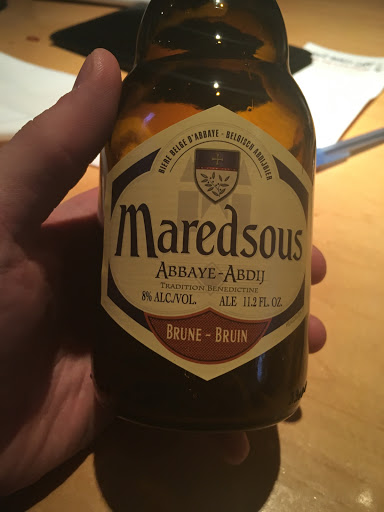 BIÈRE BELGE D'ABBAYE - BELGISCH ABDIJBIER
Maredsous
ABBAYE-ABDIJ
TRADITION BENEDICTINE
8% ALC./VOL. ALE 11.2 FL. OZ.
BRUNE - BRUIN